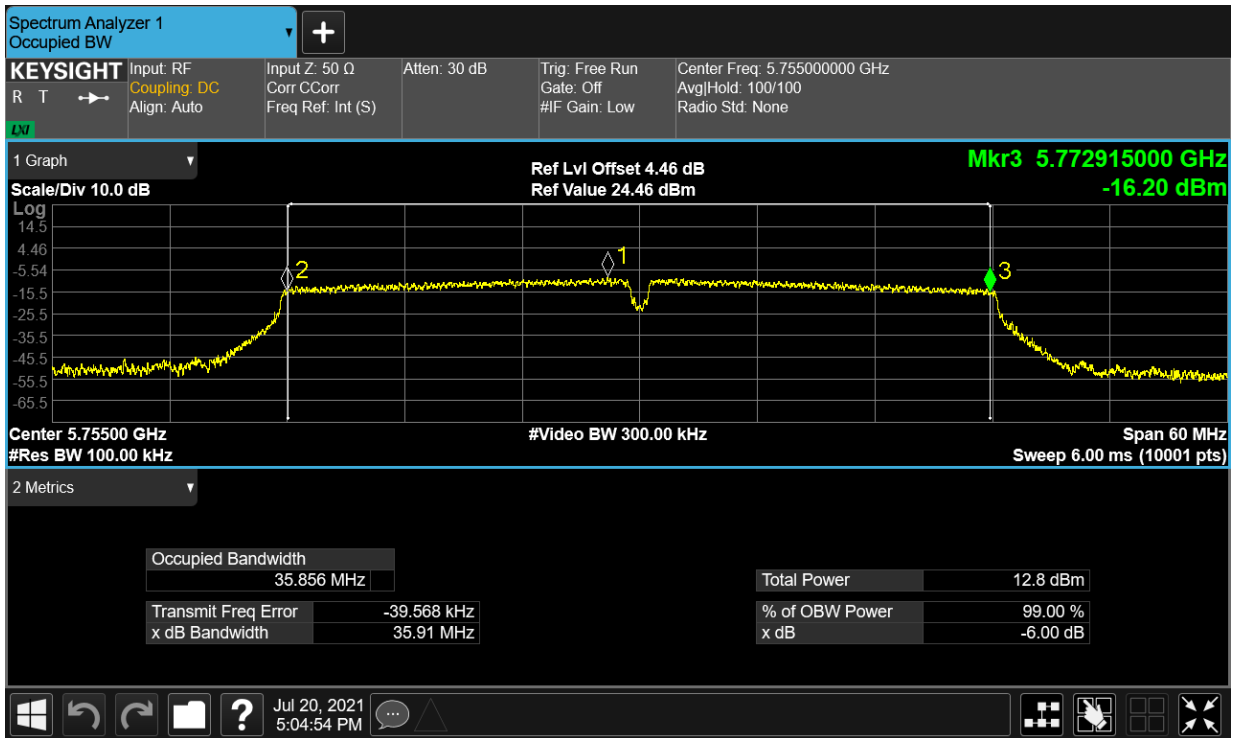 Spectrum Analyzer 1
Occupied BW
KEYSIGHT
R T
LXI
Input: RF
Coupling: DC
Align: Auto
Input Z: 50 Ω
Corr CCorr
Freq Ref: Int (S)
Atten: 30 dB
Trig: Free Run
Gate: Off
#IF Gain: Low
Center Freq: 5.755000000 GHz
Avg|Hold: 100/100
Radio Std: None
1 Graph
Scale/Div 10.0 dB
Ref Lvl Offset 4.46 dB
Ref Value 24.46 dBm
Mkr3 5.772915000 GHz
-16.20 dBm
Log
14.5
4.46
-5.54
-15.5
-25.5
-35.5
-45.5
-55.5
-65.5
2
1
3
Center 5.75500 GHz
#Res BW 100.00 kHz
#Video BW 300.00 kHz
Span 60 MHz
Sweep 6.00 ms (10001 pts)
2 Metrics
Occupied Bandwidth
35.856 MHz
Transmit Freq Error -39.568 kHz
x dB Bandwidth 35.91 MHz
Total Power 12.8 dBm
% of OBW Power 99.00 %
x dB -6.00 dB
?
Jul 20, 2021
5:04:54 PM